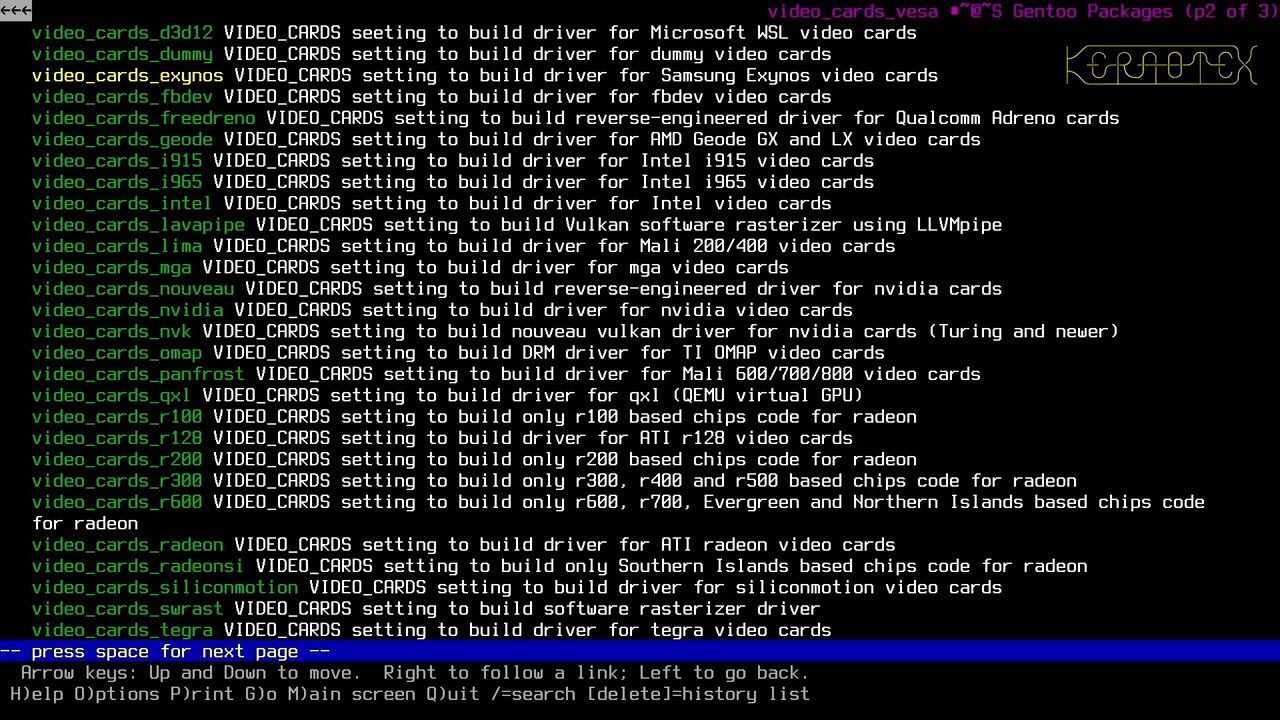 ←←← video_cards_vesa ▪~@~S Gentoo Packages (p2 of 3)
video_cards_d3d12 VIDEO_CARDS seeting to build driver for Microsoft WSL video cards
video_cards_dummy VIDEO_CARDS setting to build driver for dummy video cards
KERAOTEX
video_cards_exynos VIDEO_CARDS setting to build driver for Samsung Exynos video cards
video_cards_fbdev VIDEO_CARDS setting to build driver for fbdev video cards
video_cards_freedreno VIDEO_CARDS setting to build reverse-engineered driver for Qualcomm Adreno cards
video_cards_geode VIDEO_CARDS setting to build driver for AMD Geode GX and LX video cards
video_cards_i915 VIDEO_CARDS setting to build driver for Intel i915 video cards
video_cards_i965 VIDEO_CARDS setting to build driver for Intel i965 video cards
video_cards_intel VIDEO_CARDS setting to build driver for Intel video cards
video_cards_lavapipe VIDEO_CARDS setting to build Vulkan software rasterizer using LLVMpipe
video_cards_lima VIDEO_CARDS setting to build driver for Mali 200/400 video cards
video_cards_mga VIDEO_CARDS setting to build driver for mga video cards
video_cards_nouveau VIDEO_CARDS setting to build reverse-engineered driver for nvidia cards
video_cards_nvidia VIDEO_CARDS setting to build driver for nvidia video cards
video_cards_nvk VIDEO_CARDS setting to build nouveau vulkan driver for nvidia cards (Turing and newer)
video_cards_omap VIDEO_CARDS setting to build DRM driver for TI OMAP video cards
video_cards_panfrost VIDEO_CARDS setting to build driver for Mali 600/700/800 video cards
video_cards_qxl VIDEO_CARDS setting to build driver for qxl (QEMU virtual GPU)
video_cards_r100 VIDEO_CARDS setting to build only r100 based chips code for radeon
video_cards_r128 VIDEO_CARDS setting to build driver for ATI r128 video cards
video_cards_r200 VIDEO_CARDS setting to build only r200 based chips code for radeon
video_cards_r300 VIDEO_CARDS setting to build only r300, r400 and r500 based chips code for radeon
video_cards_r600 VIDEO_CARDS setting to build only r600, r700, Evergreen and Northern Islands based chips code
for radeon
video_cards_radeon VIDEO_CARDS setting to build driver for ATI radeon video cards
video_cards_radeonsi VIDEO_CARDS setting to build only Southern Islands based chips code for radeon
video_cards_siliconmotion VIDEO_CARDS setting to build driver for siliconmotion video cards
video_cards_swrast VIDEO_CARDS setting to build software rasterizer driver
video_cards_tegra VIDEO_CARDS setting to build driver for tegra video cards
-- press space for next page --
Arrow keys: Up and Down to move.  Right to follow a link; Left to go back.
H)elp O)ptions P)rint G)o M)ain screen Q)uit /=search [delete]=history list